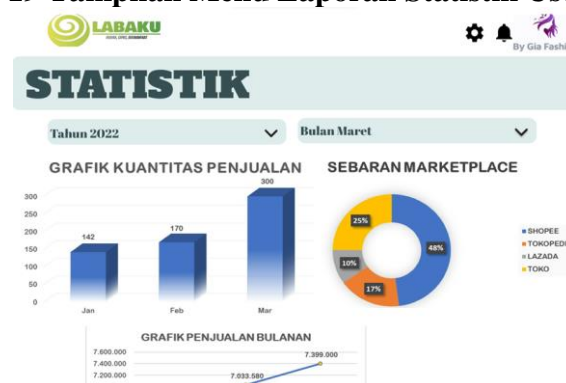 LABAKU
By Gia Fashi
STATISTIK
Tahun 2022
Bulan Maret
GRAFIK KUANTITAS PENJUALAN
300
250
200
150
100
50
0
142
170
300
Jan
Feb
Mar
SEBARAN MARKETPLACE
25%
48%
10%
17%
SHOPEE
TOKOPEDI
LAZADA
TOKO
GRAFIK PENJUALAN BULANAN
7.600.000
7.400.000
7.200.000
7.033.580
7.399.000